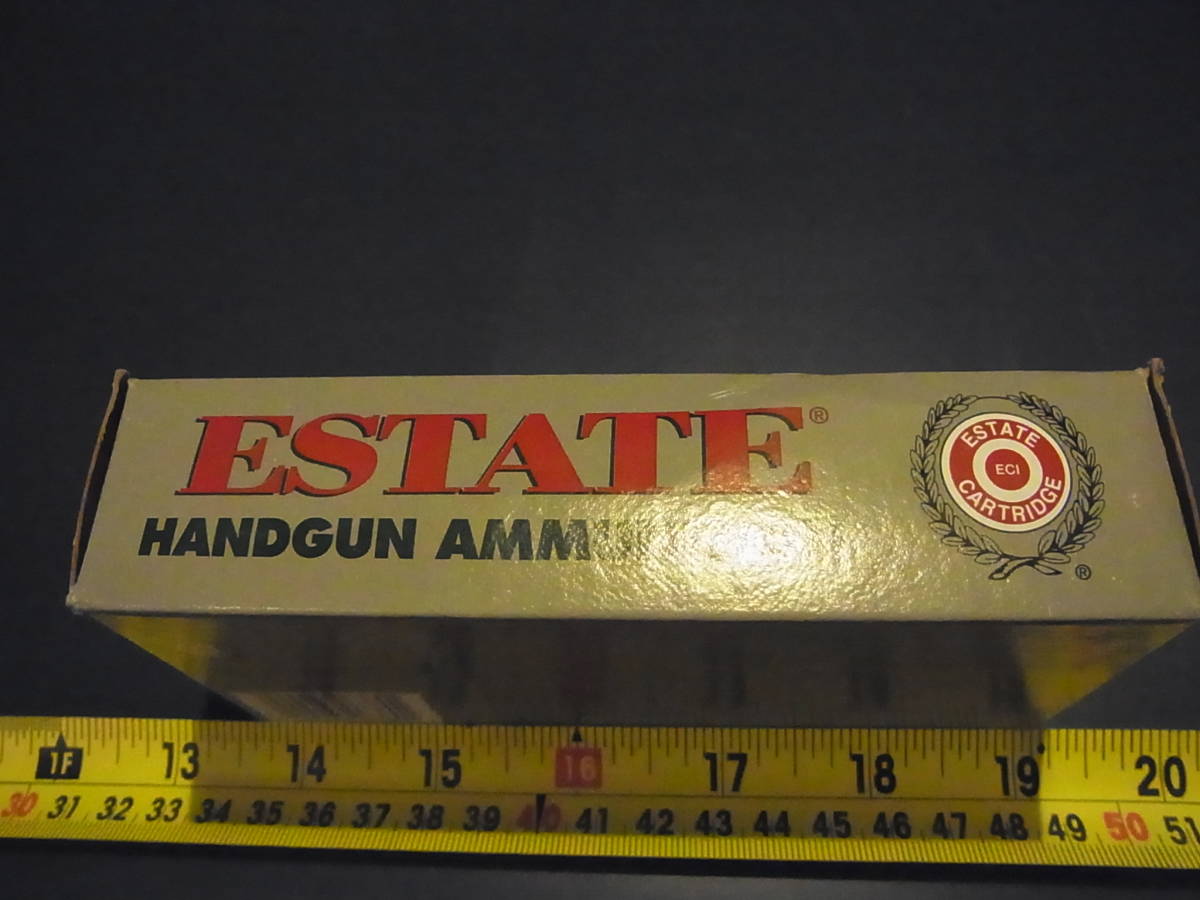 ESTATE®
HANDGUN
ESTATE
ECI
CARTRIDGE
®
1F 13 14 15 16 17 18 19 20
30 31 32 33 34 35 36 37 38 39 40 41 42 43 44 45 46 47 48 49 50 51